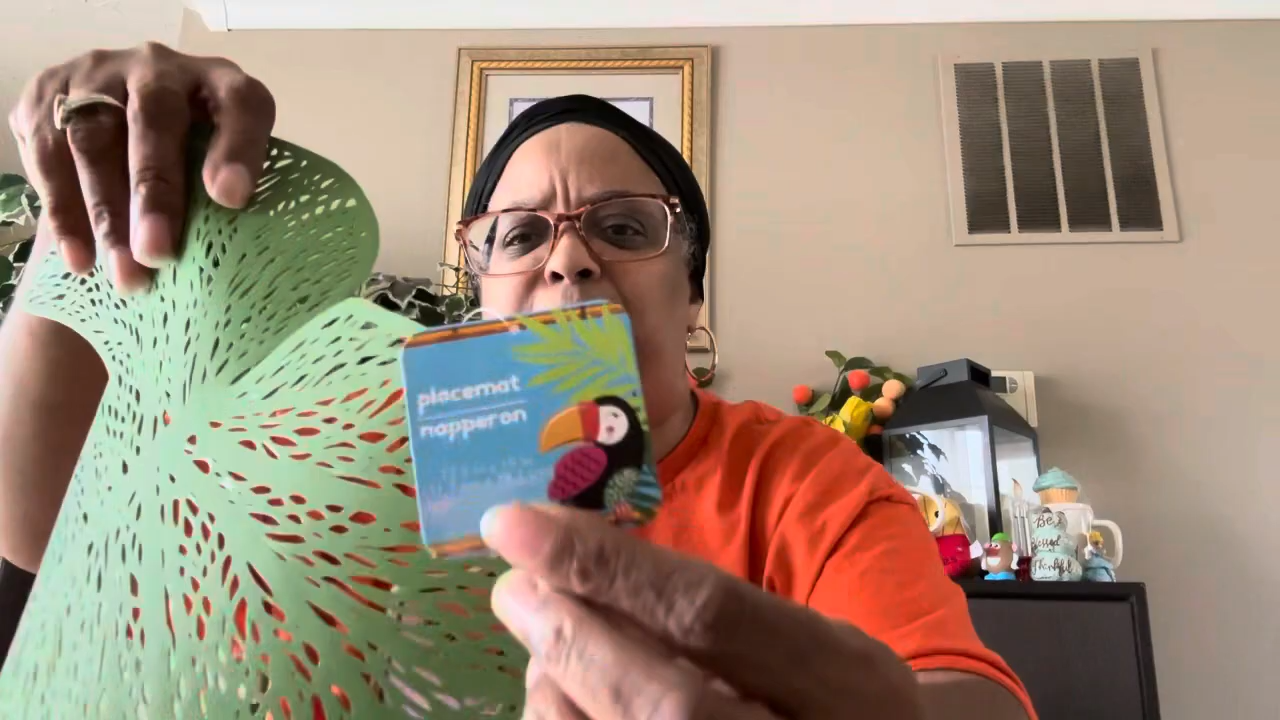 placemat
napperon
Be
Blessed
Thankful